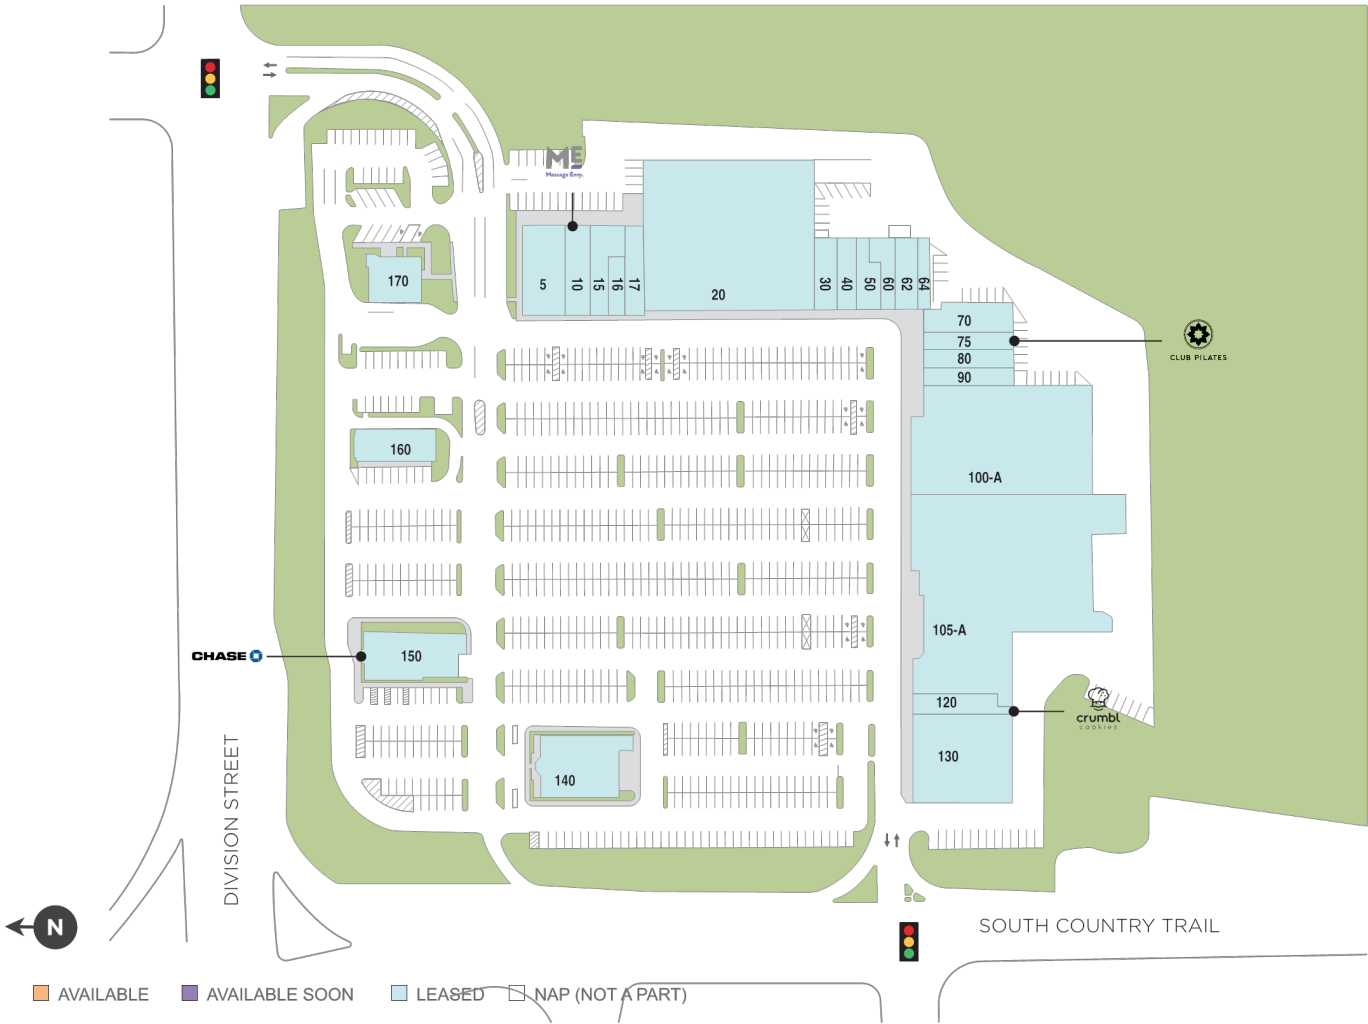 ME
Massage Envy.
170
5
10
15
16
17
20
30
40
50
60
62
64
70
75
80
90
CLUB PILATES
160
100-A
105-A
CHASE
150
120
crumbl
cookies
130
140
DIVISION STREET
N
SOUTH COUNTRY TRAIL
AVAILABLE
AVAILABLE SOON
LEASED
NAP (NOT A PART)